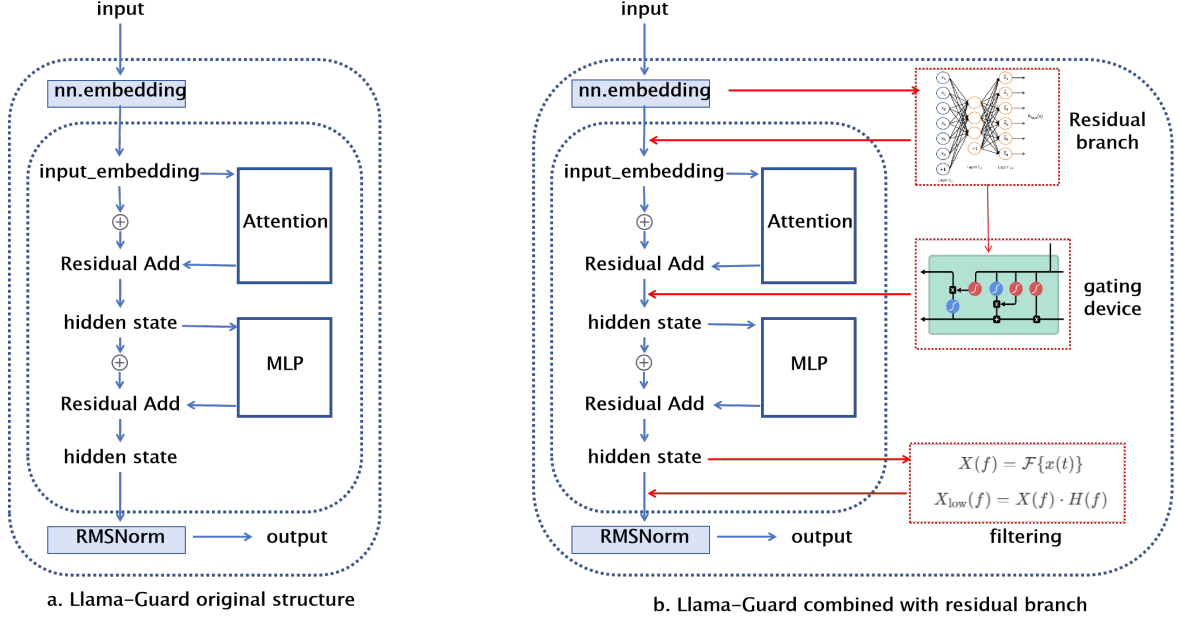 input
nn.embedding
input_embedding
Attention
Residual Add
hidden state
MLP
Residual Add
hidden state
RMSNorm
output
a. Llama-Guard original structure
input
nn.embedding
input_embedding
Attention
Residual Add
hidden state
MLP
Residual Add
hidden state
RMSNorm
output
+1
+1
Residual
branch
gating
device
X(f) = F{x(t)}
X_low(f) = X(f) · H(f)
filtering
b. Llama-Guard combined with residual branch